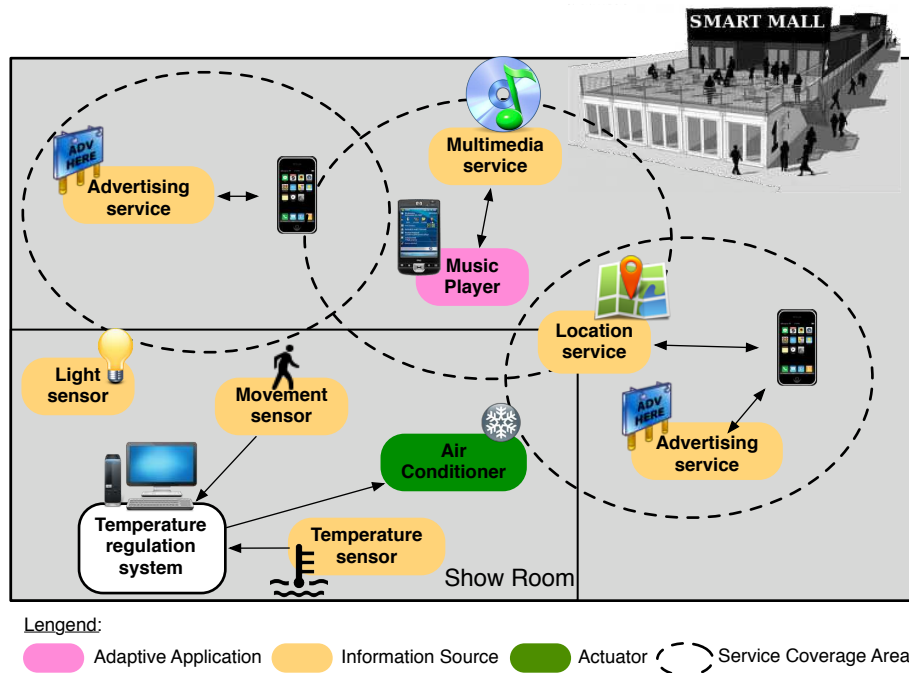 SMART MALL
ADV
HERE
Advertising
service
Multimedia
service
Music
Player
Location
service
Light
sensor
Movement
sensor
ADV
HERE
Advertising
service
Air
Conditioner
Temperature
regulation
system
Temperature
sensor
Show Room
Lengend:
Adaptive Application
Information Source
Actuator
Service Coverage Area